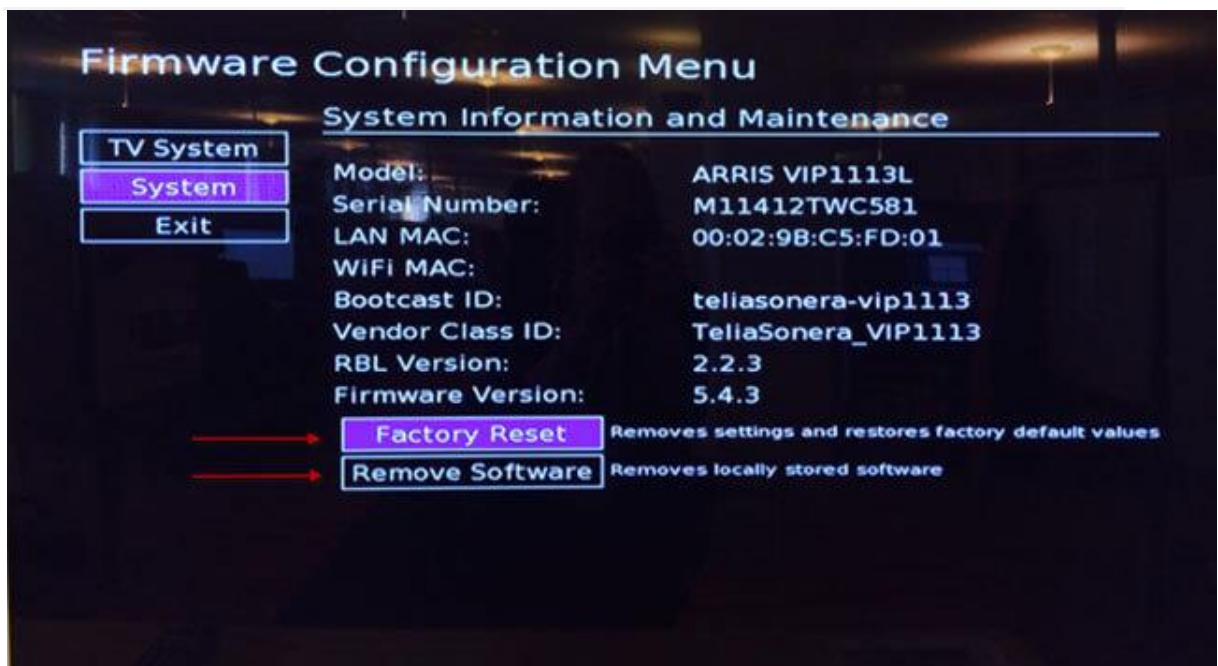 Firmware Configuration Menu
System Information and Maintenance
TV System
System
Exit
Model: ARRIS VIP1113L
Serial Number: M11412TWC581
LAN MAC: 00:02:9B:C5:FD:01
WiFi MAC:
Bootcast ID: teliasonera-vip1113
Vendor Class ID: TeliaSonera_VIP1113
RBL Version: 2.2.3
Firmware Version: 5.4.3
Factory Reset Removes settings and restores factory default values
Remove Software Removes locally stored software